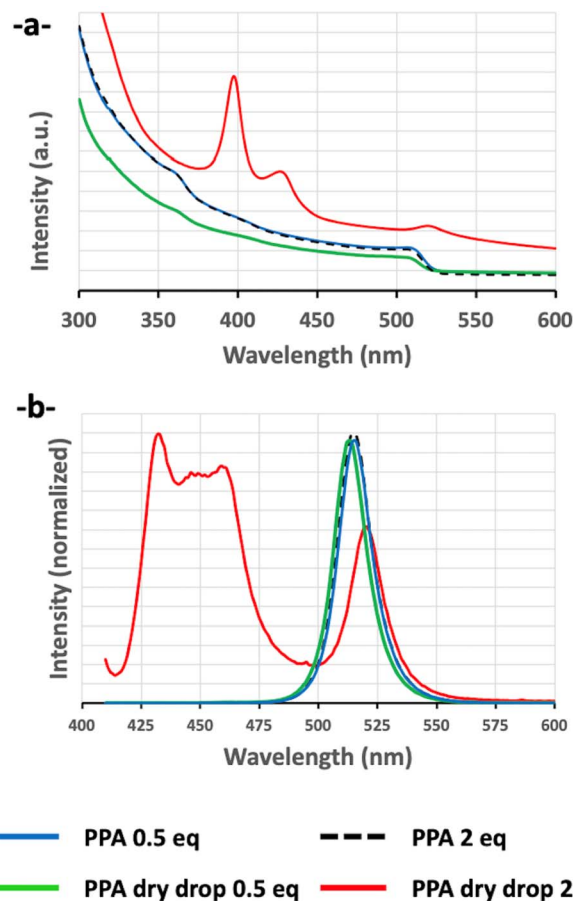 -a-
Intensity (a.u.)
300 350 400 450 500 550 600
Wavelength (nm)
-b-
Intensity (normalized)
400 425 450 475 500 525 550 575 600
Wavelength (nm)
PPA 0.5 eq PPA 2 eq
PPA dry drop 0.5 eq PPA dry drop 2